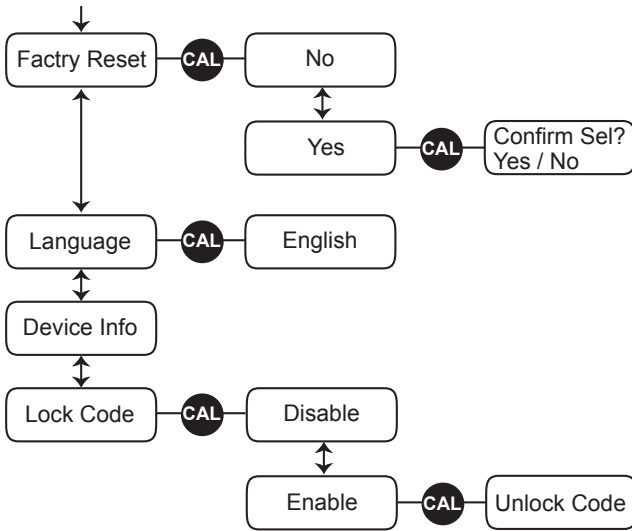 Factry Reset
CAL
No
Yes
CAL
Confirm Sel?
Yes / No
Language
CAL
English
Device Info
Lock Code
CAL
Disable
Enable
CAL
Unlock Code